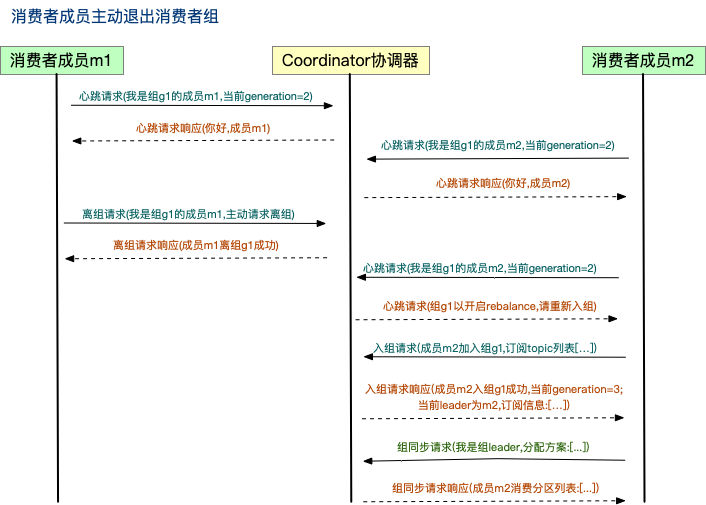 消费者成员主动退出消费者组
消费者成员m1
Coordinator协调器
消费者成员m2
心跳请求(我是组g1的成员m1,当前generation=2)
心跳请求响应(你好,成员m1)
心跳请求(我是组g1的成员m2,当前generation=2)
心跳请求响应(你好,成员m2)
离组请求(我是组g1的成员m1,主动请求离组)
离组请求响应(成员m1离组g1成功)
心跳请求(我是组g1的成员m2,当前generation=2)
心跳请求(组g1以开启rebalance,请重新入组)
入组请求(成员m2加入组g1,订阅topic列表[…])
入组请求响应(成员m2入组g1成功,当前generation=3;
当前leader为m2,订阅信息:[…])
组同步请求(我是组leader,分配方案:[...])
组同步请求响应(成员m2消费分区列表:[...])